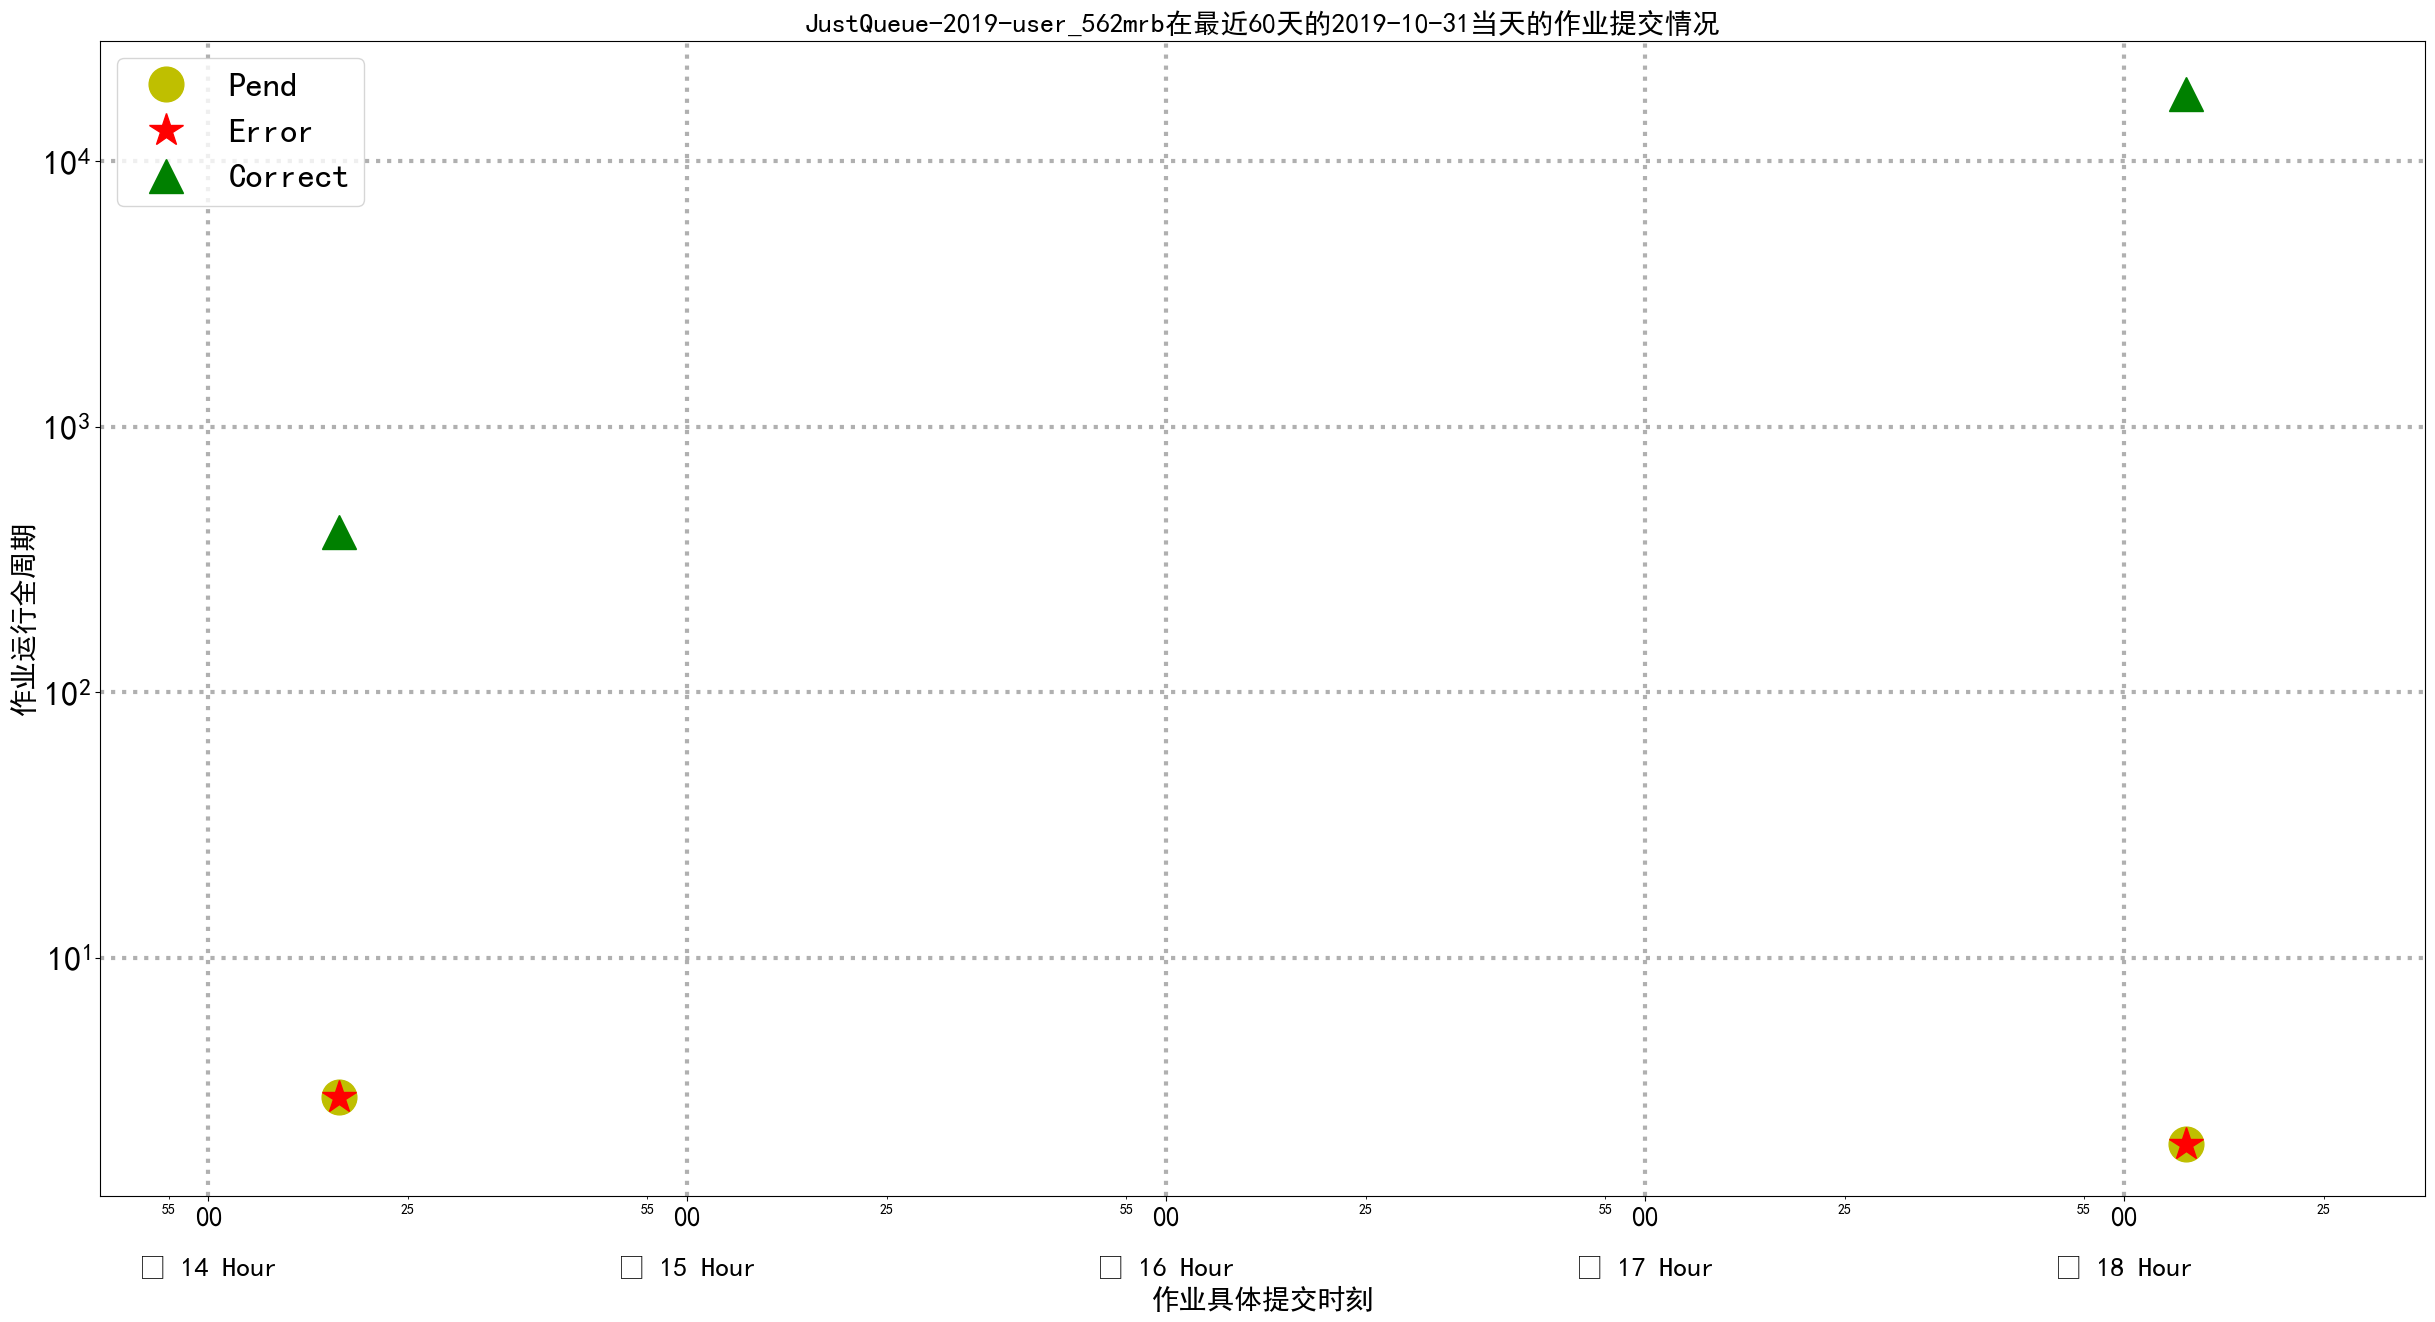 JustQueue-2019-user_562mrb在最近60天的2019-10-31当天的作业提交情况
Pend
Error
Correct
10⁴
10³
10²
10¹
作业运行全周期
55 00 25 55 00 25 55 00 25 55 00 25 55 00 25
□ 14 Hour □ 15 Hour □ 16 Hour □ 17 Hour □ 18 Hour
作业具体提交时刻